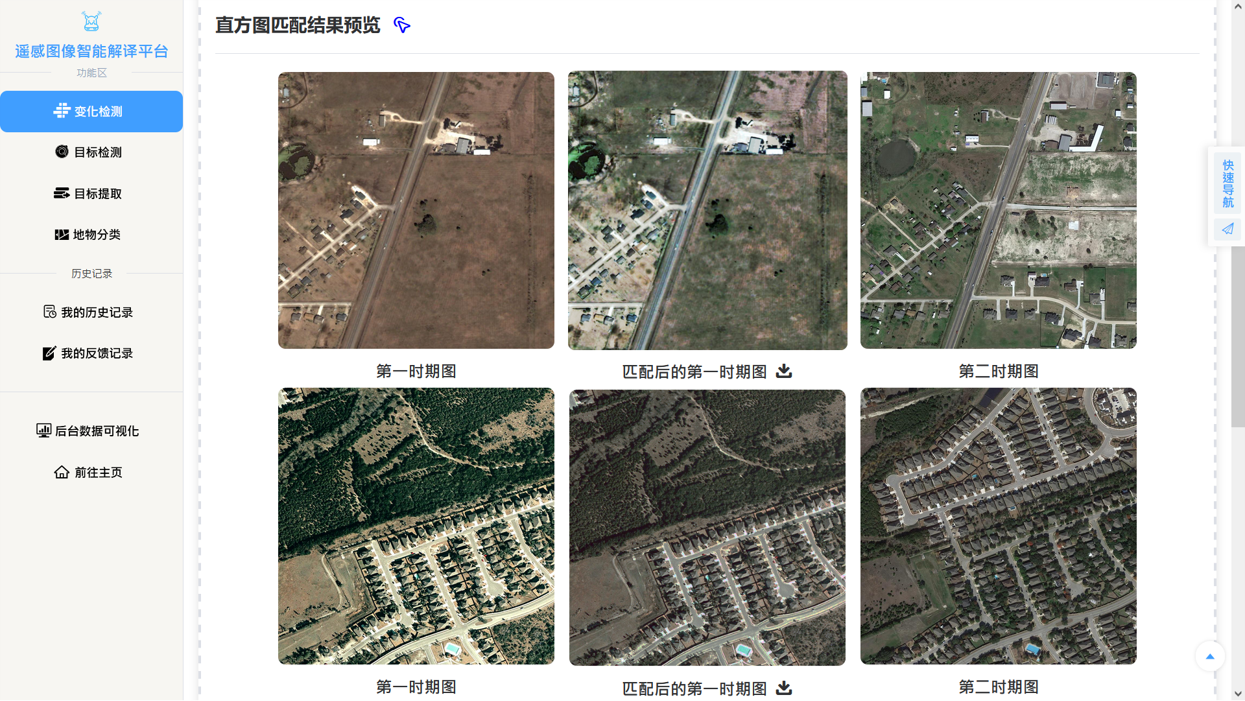 遥感图像智能解译平台
功能区
变化检测
目标检测
目标提取
地物分类
历史记录
我的历史记录
我的反馈记录
后台数据可视化
前往主页
直方图匹配结果预览
第一时期图
匹配后的第一时期图
第二时期图
第一时期图
匹配后的第一时期图
第二时期图
快速导航